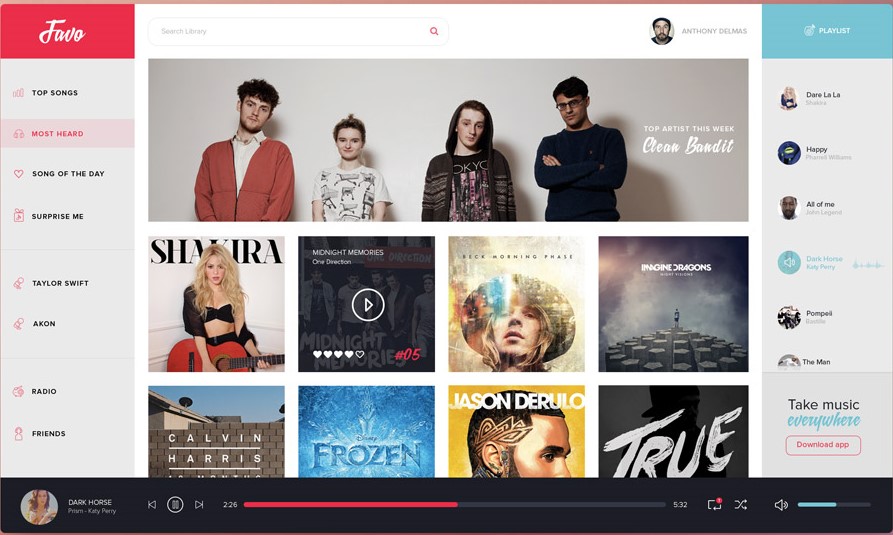 Favo
Search Library
ANTHONY DELMAS
PLAYLIST
TOP SONGS
MOST HEARD
SONG OF THE DAY
SURPRISE ME
TAYLOR SWIFT
AKON
RADIO
FRIENDS
TOP ARTIST THIS WEEK
Clean Bandit
SHAKIRA
MIDNIGHT MEMORIES
One Direction
ONE DIRECTION
MIDNIGHT
MEMORIES
#05
BECK MORNING PHASE
IMAGINE DRAGONS
NIGHT VISIONS
CALVIN
HARRIS
18 MONTHS
Disney
FROZEN
JASON DERULO
TRUE
Dare La La
Shakira
Happy
Pharrell Williams
All of me
John Legend
Dark Horse
Katy Perry
Pompeii
Bastille
The Man
Take music
everywhere
Download app
DARK HORSE
Prism - Katy Perry
2:26
5:32